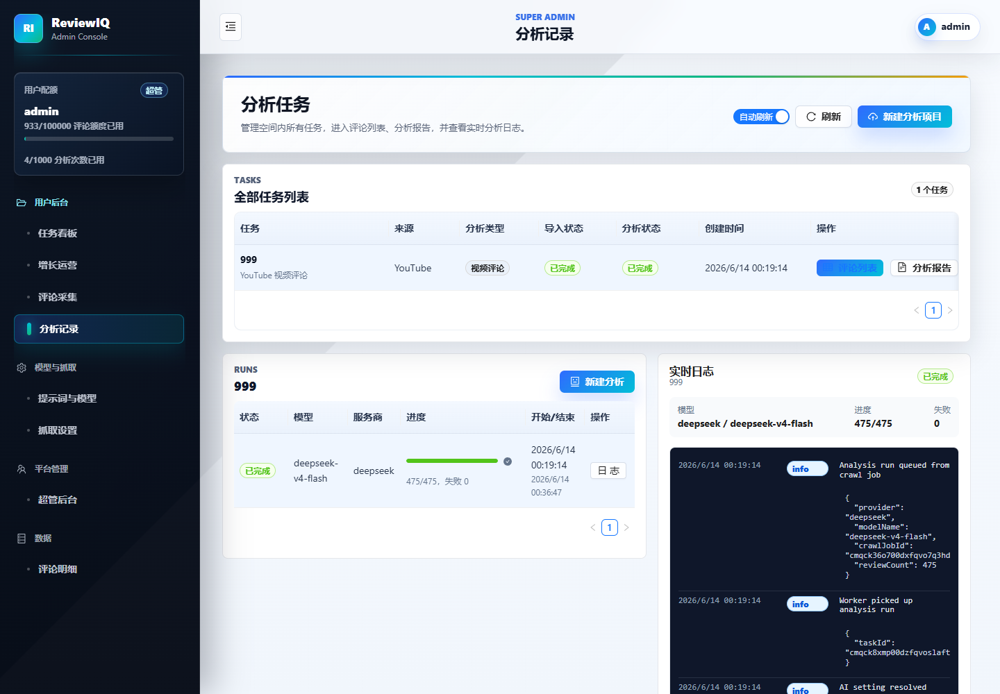 RI
ReviewIQ
Admin Console
用户配额
超管
admin
933/100000 评论额度已用
4/1000 分析次数已用
用户后台
任务看板
增长运营
评论采集
分析记录
模型与抓取
提示词与模型
抓取设置
平台管理
超管后台
数据
评论明细
SUPER ADMIN
分析记录
A
admin
分析任务
管理空间内所有任务，进入评论列表、分析报告，并查看实时分析日志。
自动刷新
刷新
新建分析项目
TASKS
全部任务列表
1 个任务
任务 来源 分析类型 导入状态 分析状态 创建时间 操作
999
YouTube 视频评论
YouTube
视频评论
已完成
已完成
2026/6/14 00:19:14
评论列表
分析报告
1
RUNS
999
新建分析
状态 模型 服务商 进度 开始/结束 操作
已完成
deepseek-
v4-flash
deepseek
475/475，失败 0
2026/6/14
00:19:14
2026/6/14
00:36:47
日 志
1
实时日志
999
已完成
模型 进度 失败
deepseek / deepseek-v4-flash 475/475 0
2026/6/14 00:19:14 info Analysis run queued from
crawl job
{
"provider":
"deepseek",
"modelName":
"deepseek-v4-flash",
"crawlJobId":
"cmqck36o700dxfqvo7q3hd
"reviewCount": 475
}
2026/6/14 00:19:14 info Worker picked up
analysis run
{
"taskId":
"cmqck8xmp00dzfqvoslaft
}
2026/6/14 00:19:14 info AI setting resolved